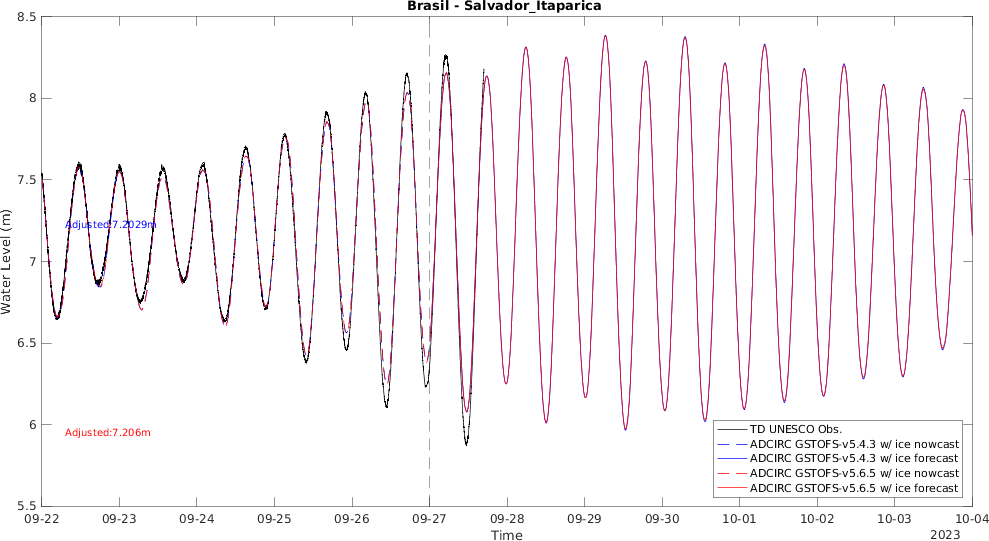 Brasil - Salvador_Itaparica
8.5
8
7.5
7
6.5
6
5.5
Water Level (m)
Adjusted:7.2029m
Adjusted:7.206m
TD UNESCO Obs.
ADCIRC GSTOFS-v5.4.3 w/ ice nowcast
ADCIRC GSTOFS-v5.4.3 w/ ice forecast
ADCIRC GSTOFS-v5.6.5 w/ ice nowcast
ADCIRC GSTOFS-v5.6.5 w/ ice forecast
09-22 09-23 09-24 09-25 09-26 09-27 09-28 09-29 09-30 10-01 10-02 10-03 10-04
Time
2023